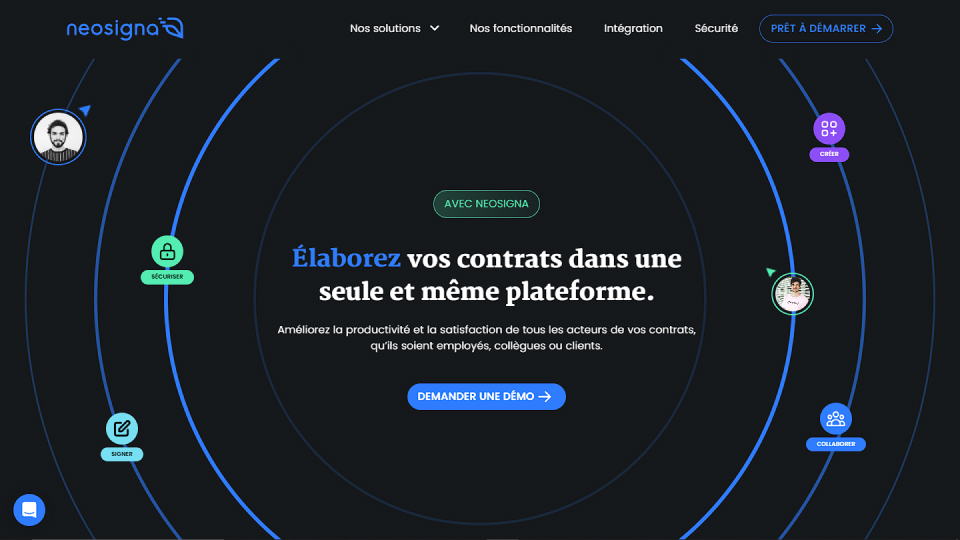 neosigna
Nos solutions
Nos fonctionnalités
Intégration
Sécurité
PRÊT À DÉMARRER
CRÉER
AVEC NEOSIGNA
SÉCURISER
Élaborez vos contrats dans une
seule et même plateforme.
Améliorez la productivité et la satisfaction de tous les acteurs de vos contrats,
qu'ils soient employés, collègues ou clients.
DEMANDER UNE DÉMO
SIGNER
COLLABORER